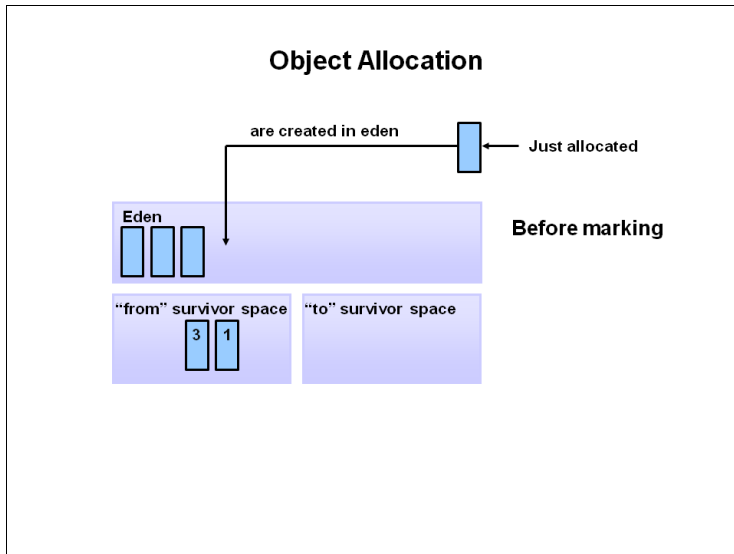 Object Allocation
are created in eden
Just allocated
Eden
Before marking
“from” survivor space
“to” survivor space
3 1